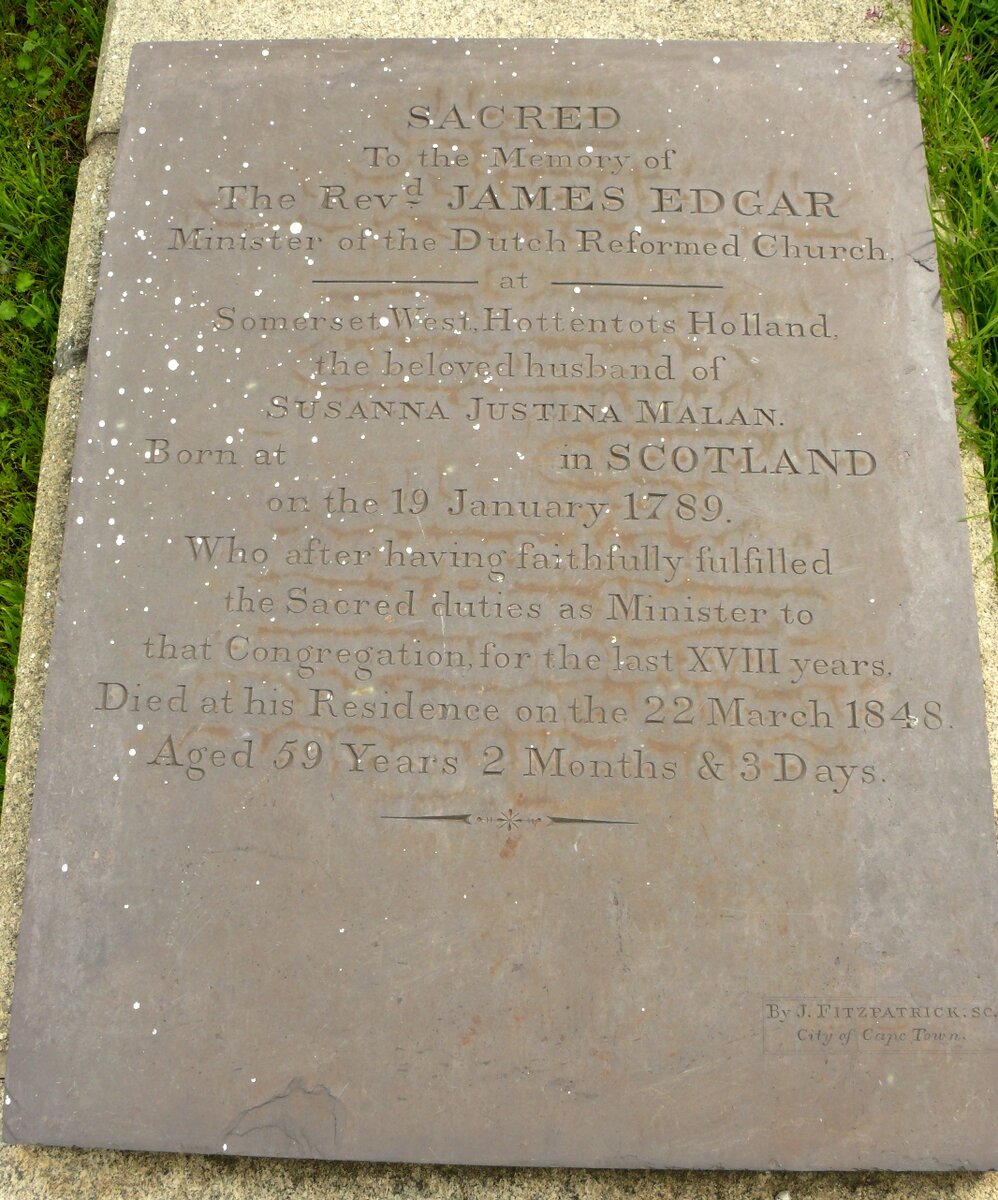 SACRED
To the Memory of
The Revd JAMES EDGAR
Minister of the Dutch Reformed Church,
at
Somerset West, Hottentots Holland,
the beloved husband of
SUSANNA JUSTINA MALAN.
Born at in SCOTLAND
on the 19 January 1789.
Who after having faithfully fulfilled
the Sacred duties as Minister to
that Congregation, for the last XVIII years,
Died at his Residence on the 22 March 1848.
Aged 59 Years 2 Months & 3 Days.
By J. FITZPATRICK. SC.
City of Cape Town.